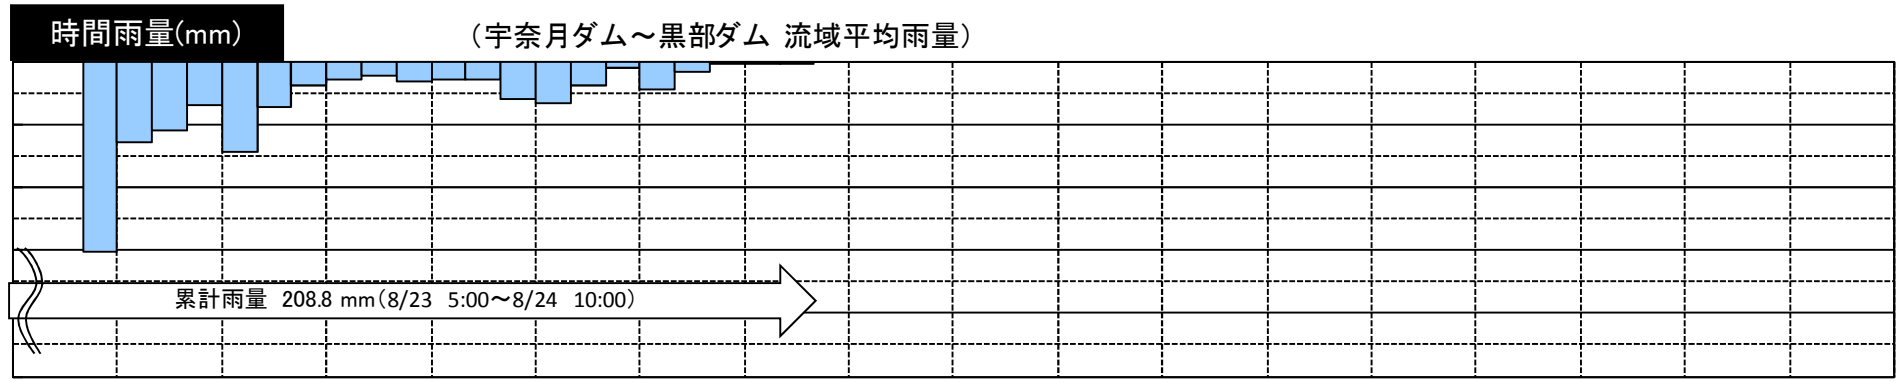 時間雨量(mm)
（宇奈月ダム～黒部ダム 流域平均雨量）
累計雨量 208.8 mm（8/23 5:00～8/24 10:00）